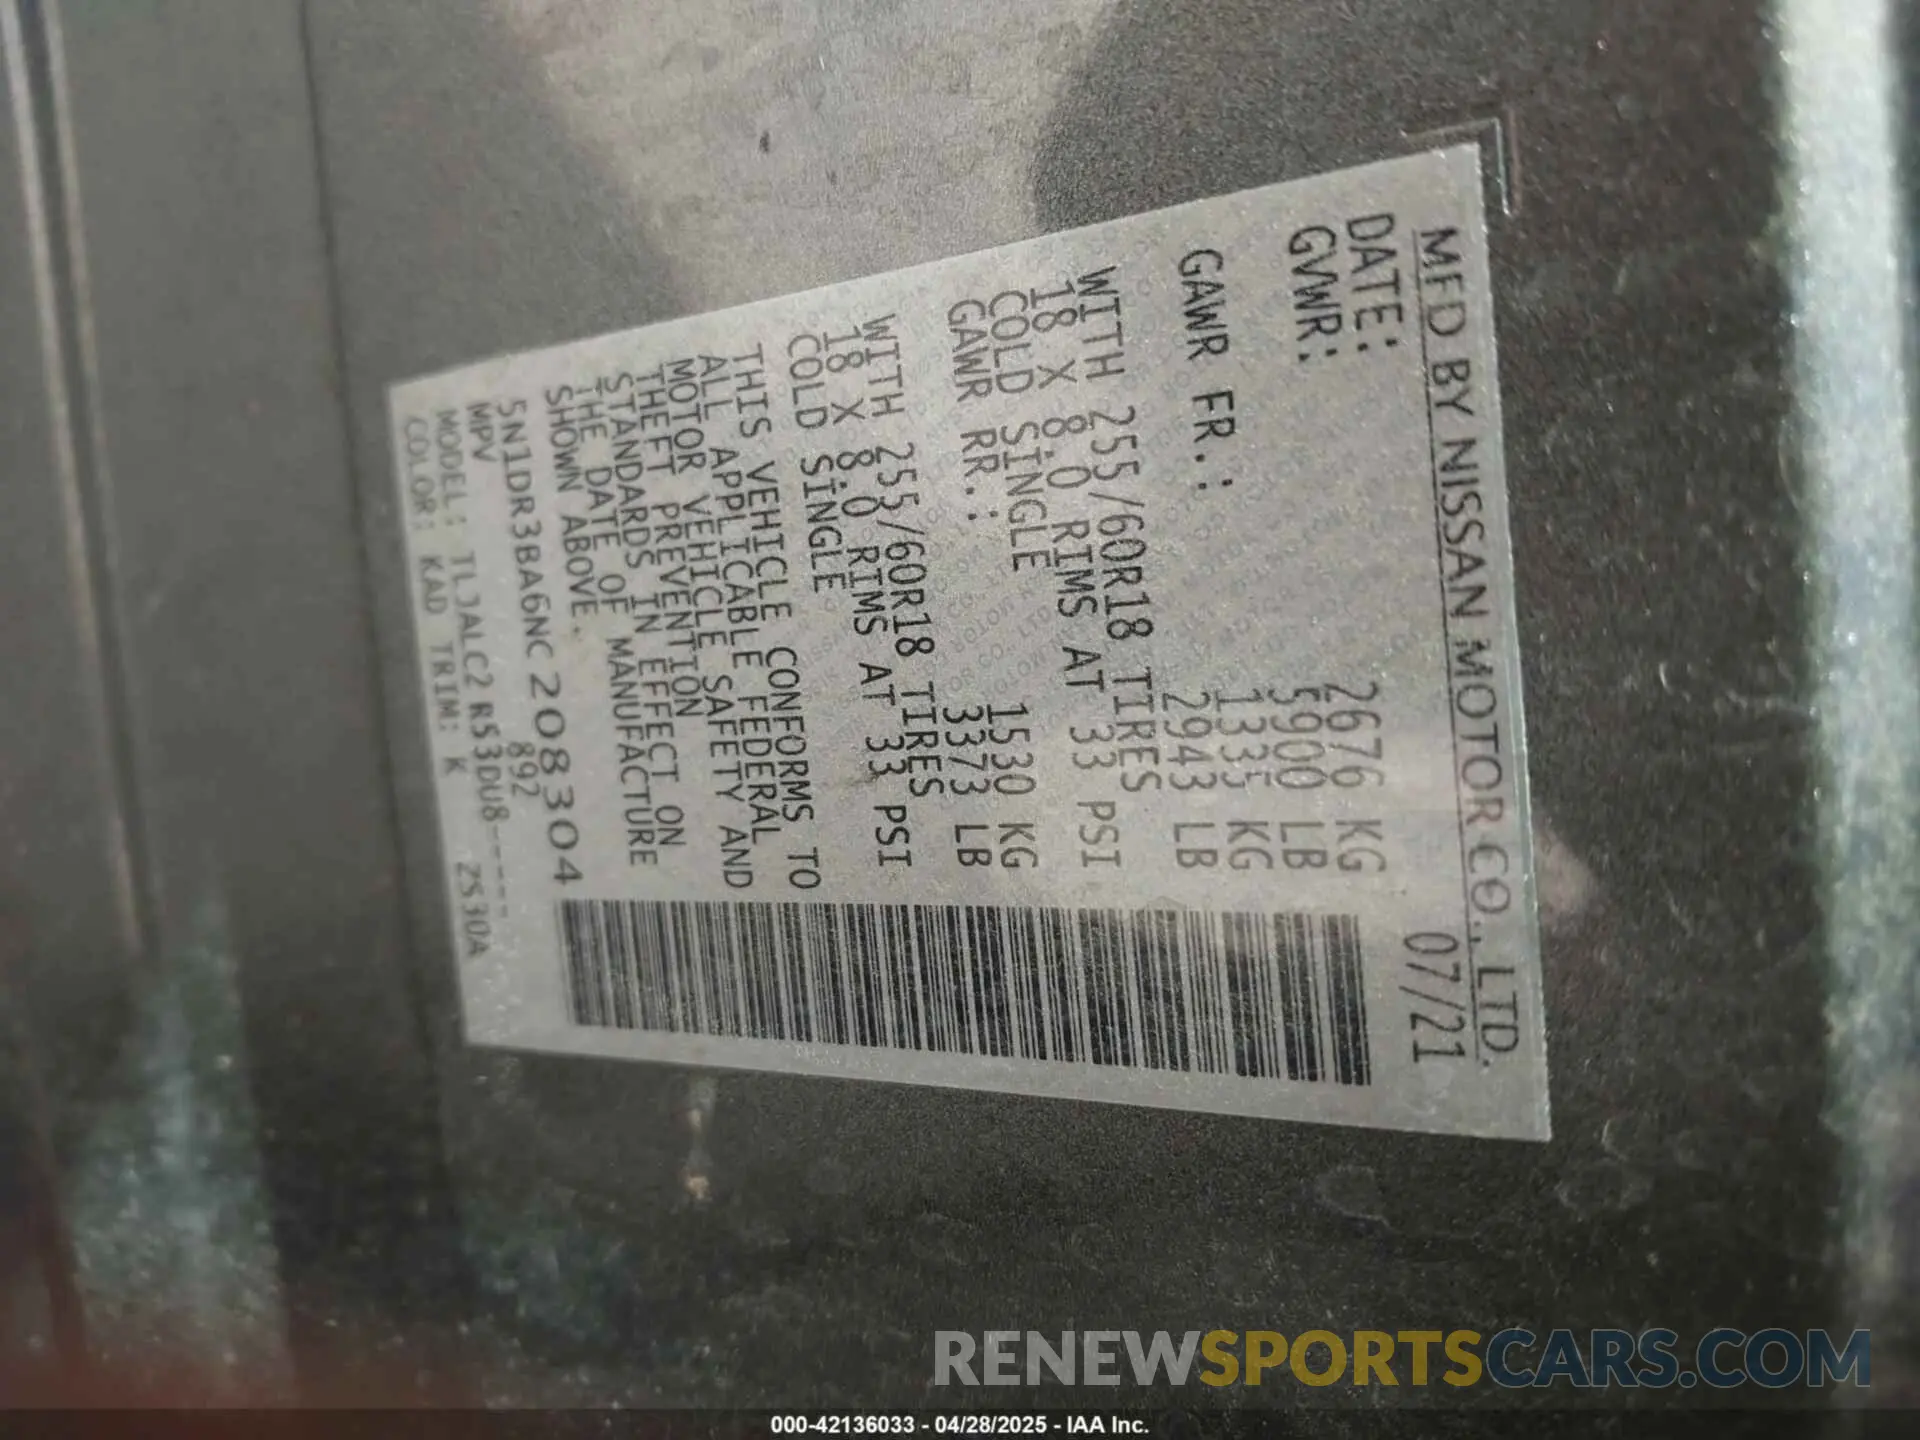 MFD BY NISSAN MOTOR CO., LTD.
DATE: 07/21
GVWR: 2676 KG
5900 LB
GAWR FR.: 1335 KG
2943 LB
WITH 255/60R18 TIRES
18 X 8.0 RIMS AT 33 PSI
COLD SINGLE
GAWR RR.: 1530 KG
3373 LB
WITH 255/60R18 TIRES
18 X 8.0 RIMS AT 33 PSI
COLD SINGLE
THIS VEHICLE CONFORMS TO
ALL APPLICABLE FEDERAL
MOTOR VEHICLE SAFETY AND
THEFT PREVENTION
STANDARDS IN EFFECT ON
THE DATE OF MANUFACTURE
SHOWN ABOVE.
5N1DR3BA6NC208304
MPV 892
MODEL: TLJALC2 R53DU8-----
COLOR: KAD TRIM: K 2S30A
RENEWSPORTSCARS.COM
000-42136033 - 04/28/2025 - IAA Inc.